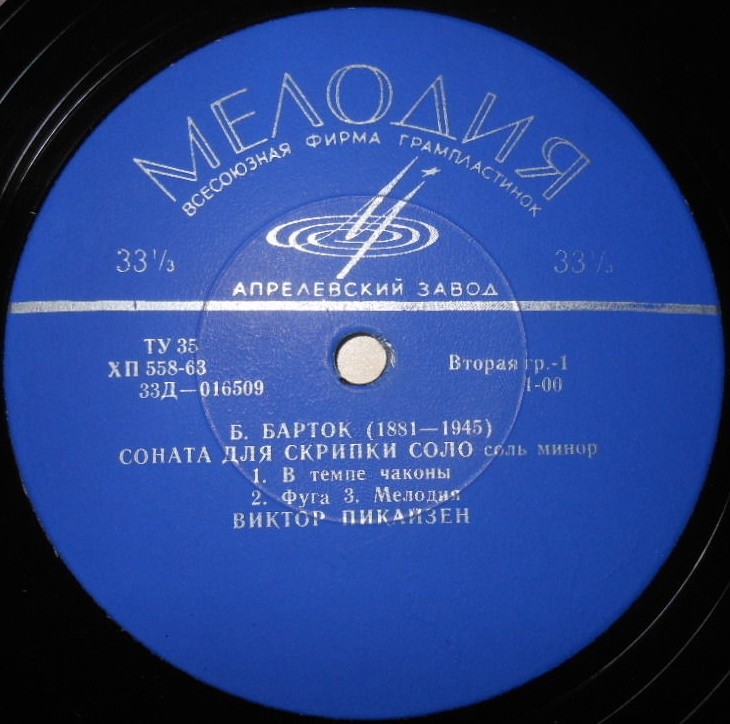 МЕЛОДИЯ
ВСЕСОЮЗНАЯ ФИРМА ГРАМПЛАСТИНОК
33⅓ 33⅓
АПРЕЛЕВСКИЙ ЗАВОД
ТУ 35
ХП 558-63 Вторая гр.-1
33Д—016509 1-00
Б. БАРТОК (1881—1945)
СОНАТА ДЛЯ СКРИПКИ СОЛО соль минор
1. В темпе чаконы
2. Фуга 3. Мелодия
ВИКТОР ПИКАЙЗЕН